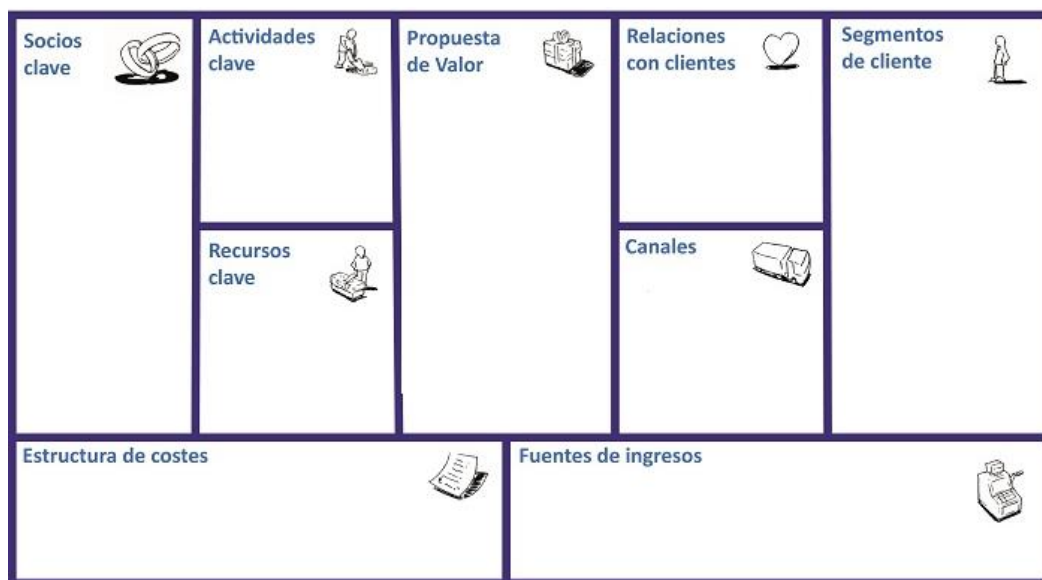 Socios
clave
Actividades
clave
Propuesta
de Valor
Relaciones
con clientes
Segmentos
de cliente
Recursos
clave
Canales
Estructura de costes
Fuentes de ingresos